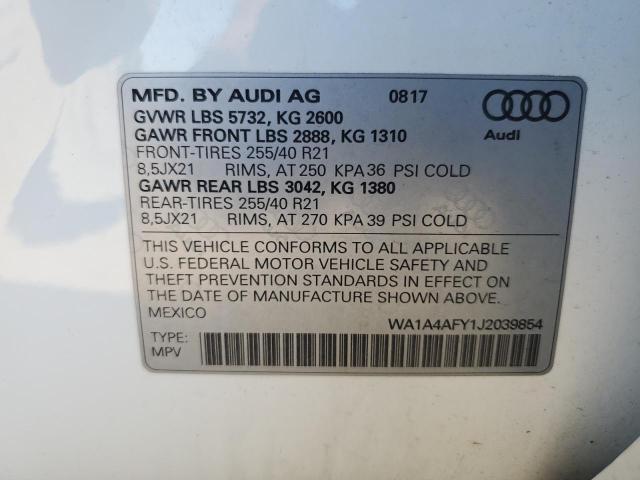 MFD. BY AUDI AG 0817
GVWR LBS 5732, KG 2600
GAWR FRONT LBS 2888, KG 1310
FRONT-TIRES 255/40 R21
8,5JX21 RIMS, AT 250 KPA 36 PSI COLD
GAWR REAR LBS 3042, KG 1380
REAR-TIRES 255/40 R21
8,5JX21 RIMS, AT 270 KPA 39 PSI COLD
Audi
THIS VEHICLE CONFORMS TO ALL APPLICABLE
U.S. FEDERAL MOTOR VEHICLE SAFETY AND
THEFT PREVENTION STANDARDS IN EFFECT ON
THE DATE OF MANUFACTURE SHOWN ABOVE.
MEXICO
WA1A4AFY1J2039854
TYPE:
MPV